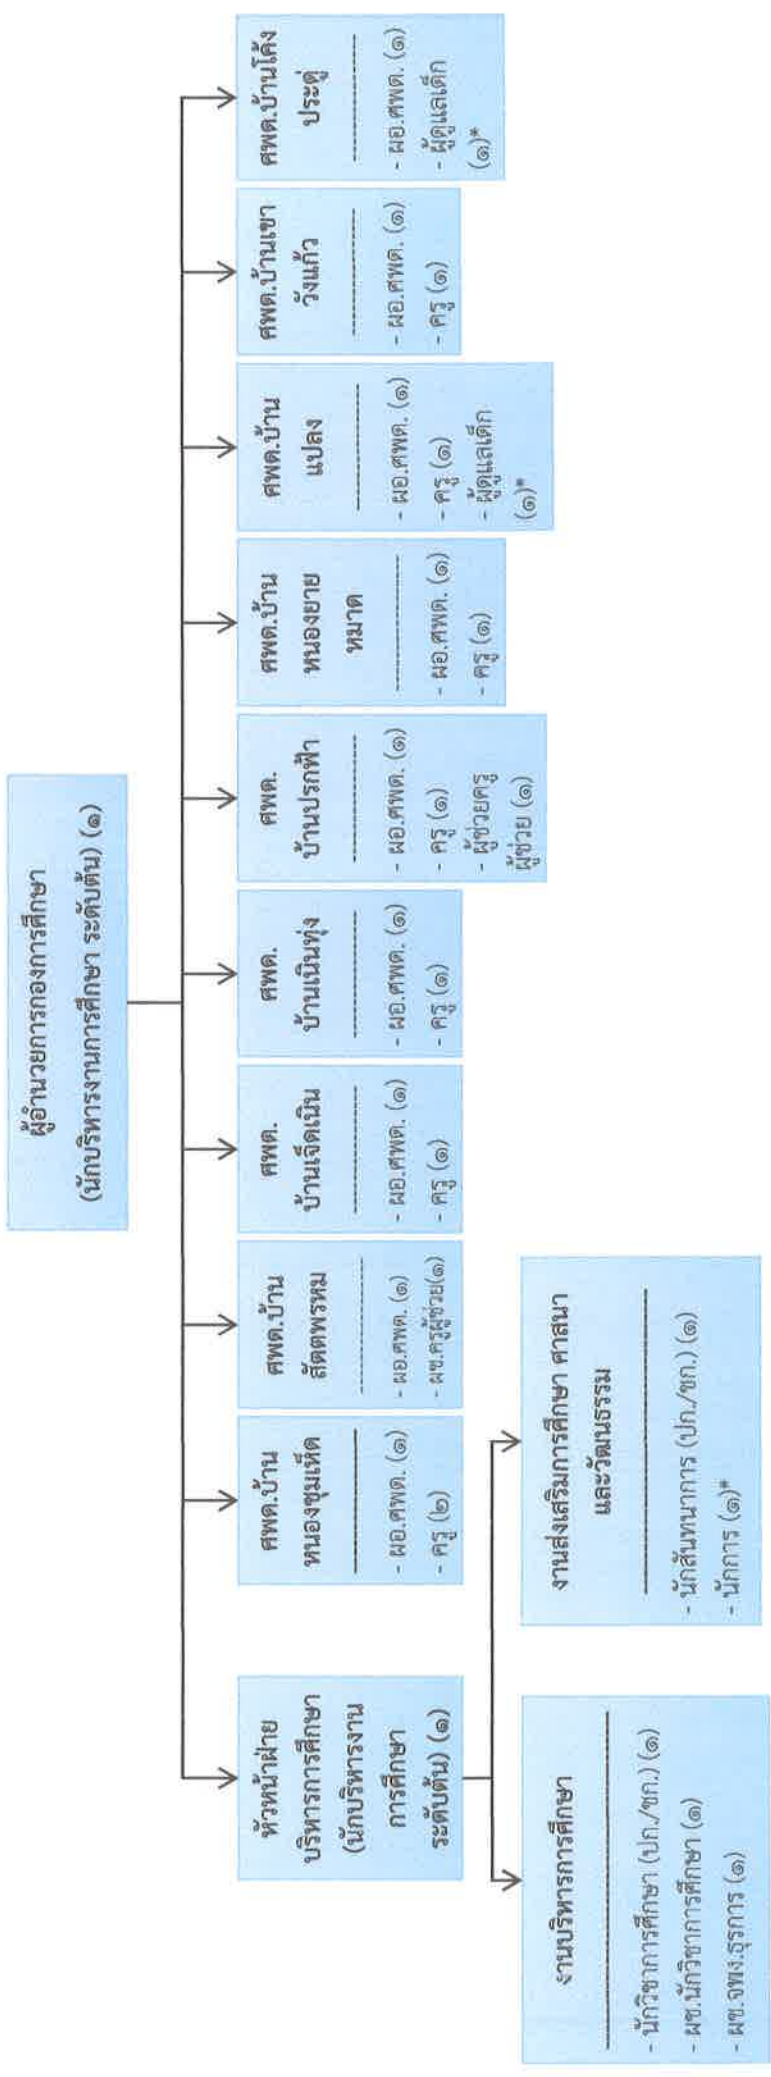 ผู้อำนวยการกองการศึกษา
(นักบริหารงานการศึกษา ระดับต้น) (๑)
หัวหน้าฝ่าย
บริหารการศึกษา
(นักบริหารงาน
การศึกษา
ระดับต้น) (๑)
ศพด.บ้าน
หนองชุมเห็ด
- ผอ.ศพด. (๑)
- ครู (๒)
ศพด.บ้าน
สัตตพรหม
- ผอ.ศพด. (๑)
- ผช.ครูผู้ช่วย(๑)
ศพด.
บ้านเจ็ดเนิน
- ผอ.ศพด. (๑)
- ครู (๑)
ศพด.
บ้านเนินทุ่ง
- ผอ.ศพด. (๑)
- ครู (๑)
ศพด.
บ้านปรกฟ้า
- ผอ.ศพด. (๑)
- ครู (๑)
- ผู้ช่วยครู
ผู้ช่วย (๑)
ศพด.บ้าน
หนองยาย
หมาด
- ผอ.ศพด. (๑)
- ครู (๑)
ศพด.บ้าน
แปลง
- ผอ.ศพด. (๑)
- ครู (๑)
- ผู้ดูแลเด็ก
(๑)*
ศพด.บ้านเขา
วังแก้ว
- ผอ.ศพด. (๑)
- ครู (๑)
ศพด.บ้านโค้ง
ประดู่
- ผอ.ศพด. (๑)
- ผู้ดูแลเด็ก
(๑)*
งานบริหารการศึกษา
- นักวิชาการศึกษา (ปก./ชก.) (๑)
- ผช.นักวิชาการศึกษา (๑)
- ผช.จพง.ธุรการ (๑)
งานส่งเสริมการศึกษา ศาสนา
และวัฒนธรรม
- นักสันทนาการ (ปก./ชก.) (๑)
- นักการ (๑)*